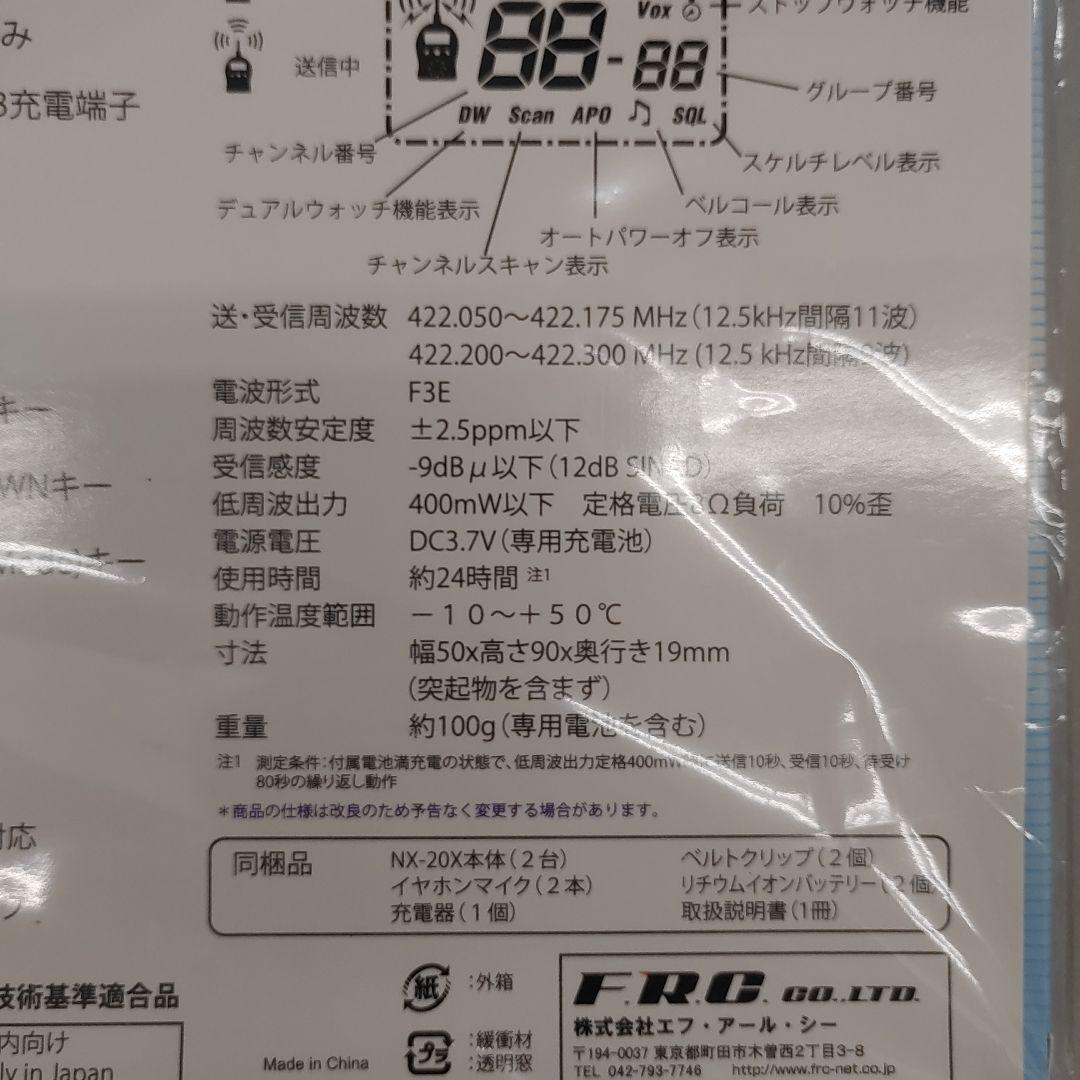 み
Vox
ストップウォッチ機能
送信中
88-88
充電端子
グループ番号
DW Scan APO SQL
チャンネル番号
スケルチレベル表示
デュアルウォッチ機能表示
ベルコール表示
オートパワーオフ表示
チャンネルスキャン表示
送・受信周波数 422.050～422.175 MHz（12.5kHz間隔11波）
422.200～422.300 MHz (12.5 kHz間隔9波)
電波形式 F3E
キー
周波数安定度 ±2.5ppm以下
受信感度 -9dBμ以下（12dB SINAD）
WNキー
低周波出力 400mW以下 定格電圧8Ω負荷 10%歪
電源電圧 DC3.7V（専用充電池）
キー
使用時間 約24時間 注1
動作温度範囲 －１０～＋５０℃
寸法 幅50x高さ90x奥行き19mm
（突起物を含まず）
重量 約100g（専用電池を含む）
注1 測定条件：付属電池満充電の状態で、低周波出力定格400mW 送信10秒、受信10秒、待受け
80秒の繰り返し動作
＊商品の仕様は改良のため予告なく変更する場合があります。
対応
同梱品 NX-20X本体（２台） ベルトクリップ（２個）
イヤホンマイク（２本） リチウムイオンバッテリー（２個）
充電器（１個） 取扱説明書（1冊）
技術基準適合品
紙 ：外箱
F.R.C. CO.,LTD.
株式会社エフ・アール・シー
内向け
プラ ：緩衝材
：透明窓
〒194-0037 東京都町田市木曽西2丁目3-8
Made in China
ly in Japan
TEL 042-793-7746 http://www.frc-net.co.jp